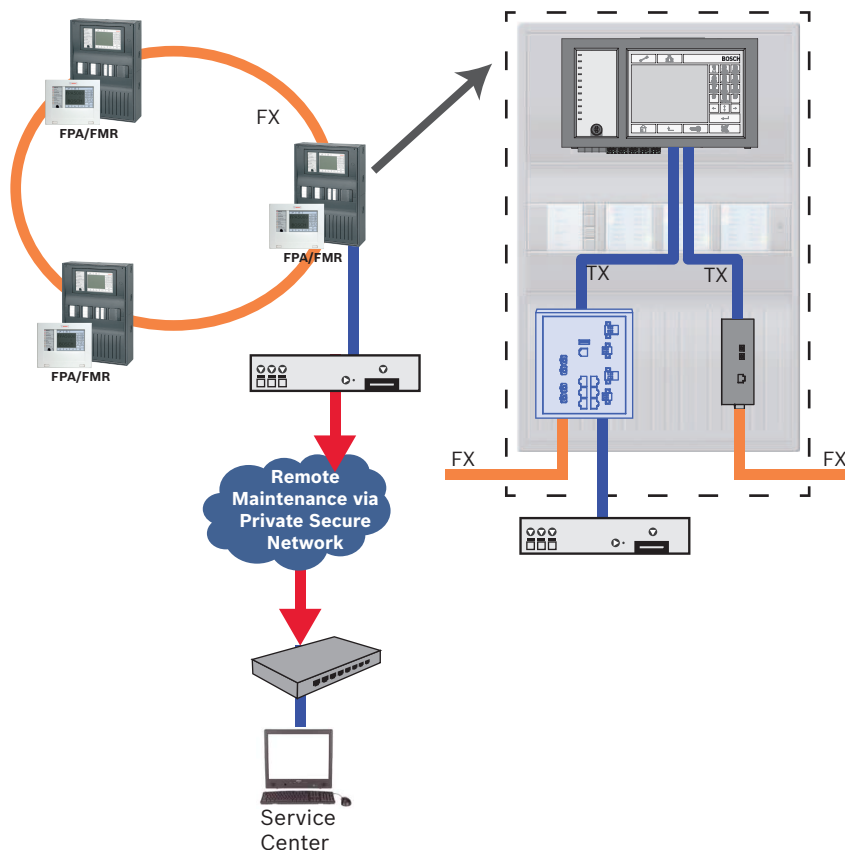 FPA/FMR
FX
FPA/FMR
FPA/FMR
Remote
Maintenance via
Private Secure
Network
Service
Center
BOSCH
TX
TX
FX
FX